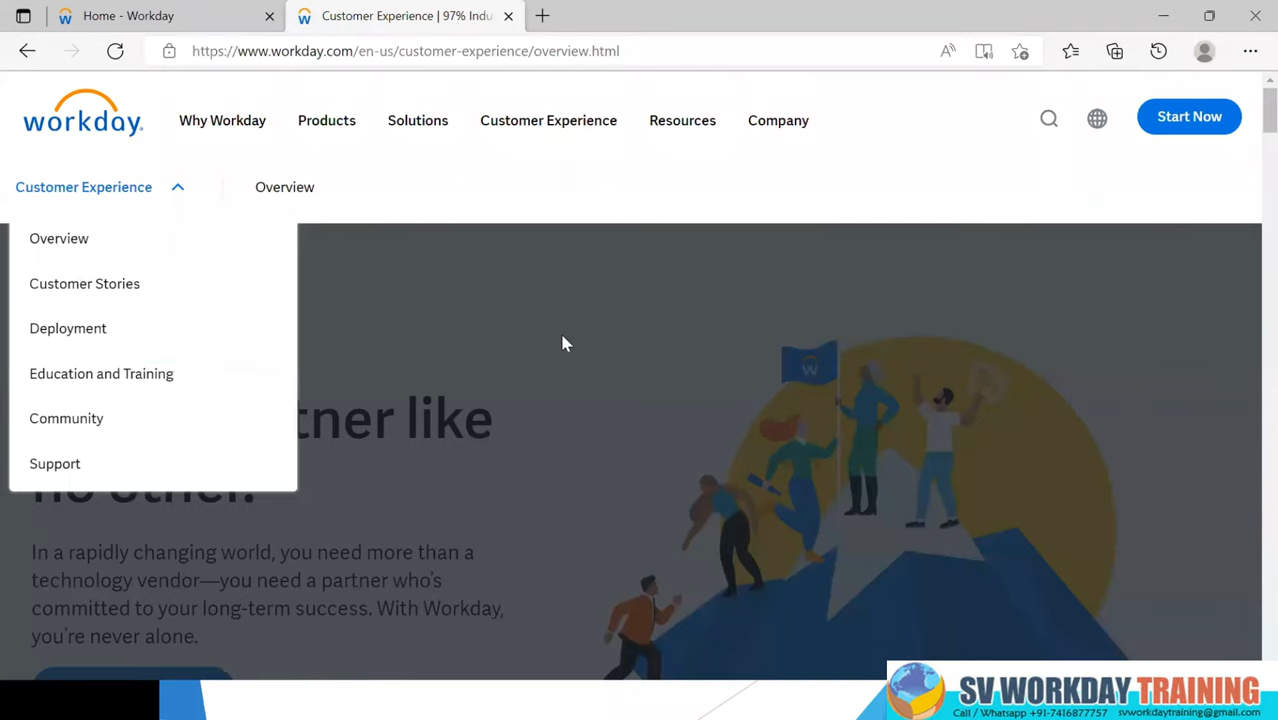 Home - Workday
Customer Experience | 97% Indu
https://www.workday.com/en-us/customer-experience/overview.html
workday.
Why Workday
Products
Solutions
Customer Experience
Resources
Company
Start Now
Customer Experience
Overview
Overview
Customer Stories
Deployment
Education and Training
Community
Support
tner like
no other.
In a rapidly changing world, you need more than a
technology vendor—you need a partner who's
committed to your long-term success. With Workday,
you're never alone.
SV WORKDAY TRAINING
Call / Whatsapp +91-7416877757 svworkdaytraining@gmail.com